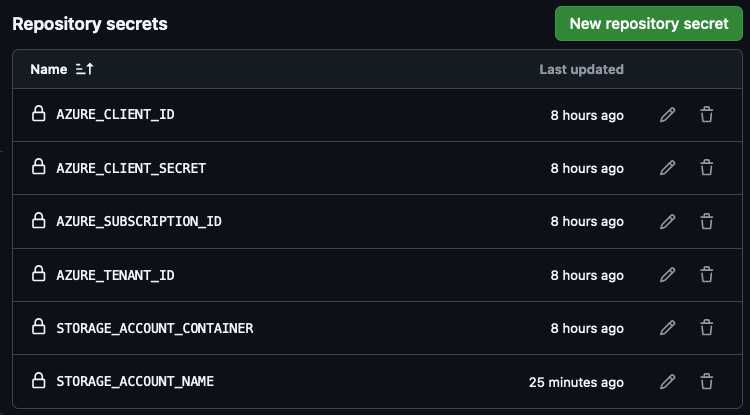 Repository secrets
New repository secret
Name
Last updated
AZURE_CLIENT_ID
8 hours ago
AZURE_CLIENT_SECRET
8 hours ago
AZURE_SUBSCRIPTION_ID
8 hours ago
AZURE_TENANT_ID
8 hours ago
STORAGE_ACCOUNT_CONTAINER
8 hours ago
STORAGE_ACCOUNT_NAME
25 minutes ago